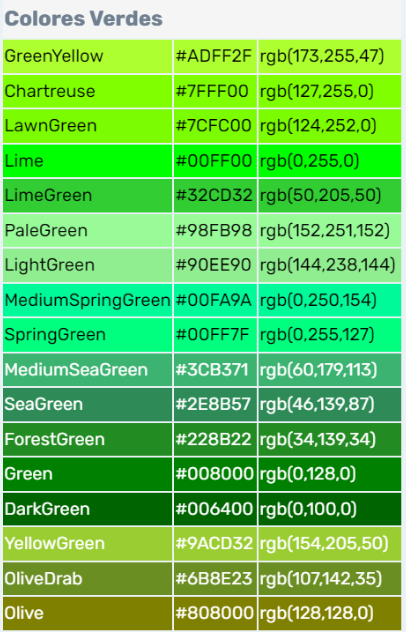 Colores Verdes
GreenYellow #ADFF2F rgb(173,255,47)
Chartreuse #7FFF00 rgb(127,255,0)
LawnGreen #7CFC00 rgb(124,252,0)
Lime #00FF00 rgb(0,255,0)
LimeGreen #32CD32 rgb(50,205,50)
PaleGreen #98FB98 rgb(152,251,152)
LightGreen #90EE90 rgb(144,238,144)
MediumSpringGreen #00FA9A rgb(0,250,154)
SpringGreen #00FF7F rgb(0,255,127)
MediumSeaGreen #3CB371 rgb(60,179,113)
SeaGreen #2E8B57 rgb(46,139,87)
ForestGreen #228B22 rgb(34,139,34)
Green #008000 rgb(0,128,0)
DarkGreen #006400 rgb(0,100,0)
YellowGreen #9ACD32 rgb(154,205,50)
OliveDrab #6B8E23 rgb(107,142,35)
Olive #808000 rgb(128,128,0)